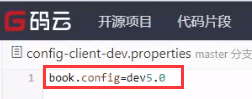 码云 开源项目 代码片段
config-client-dev.properties master 分支
1 book.config=dev5.0